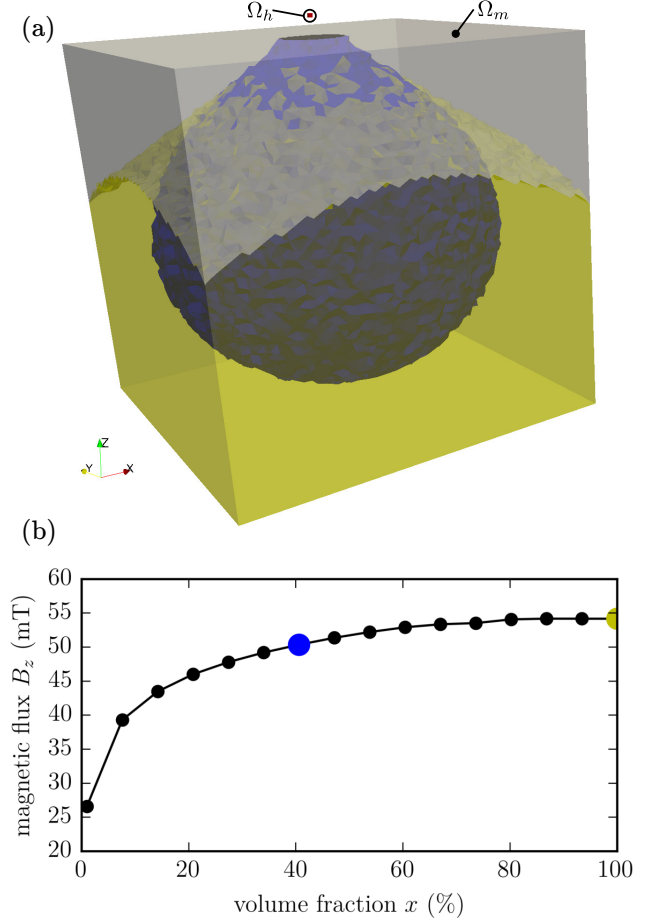 (a)
Ωh
Ωm
Z
Y
X
(b)
60
55
50
45
40
35
30
25
20
magnetic flux Bz (mT)
0 20 40 60 80 100
volume fraction x (%)